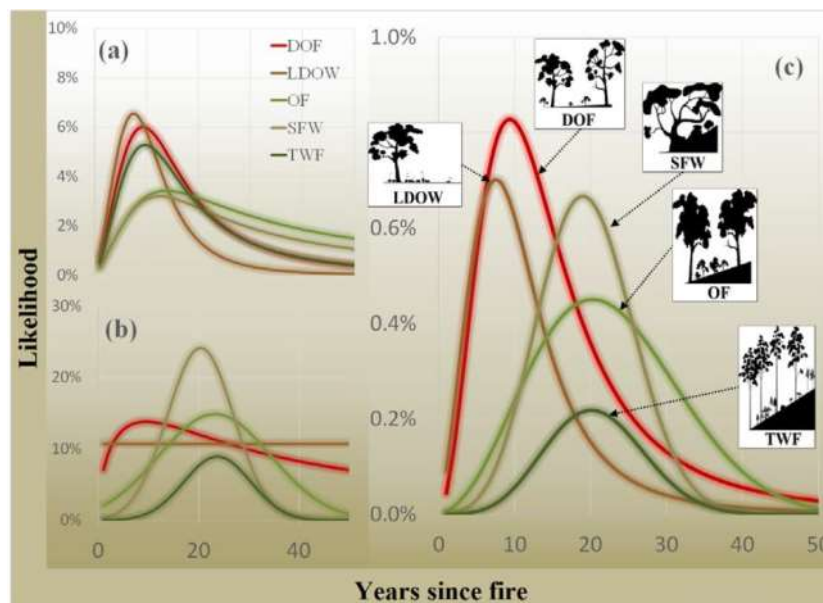 Likelihood
(a)
10%
8%
6%
4%
2%
0%
DOF
LDOW
OF
SFW
TWF
(b)
30%
20%
10%
0%
0 20 40
(c)
1.0%
0.6%
0.4%
0.2%
0.0%
0 10 20 30 40 50
LDOW
DOF
SFW
OF
TWF
Years since fire